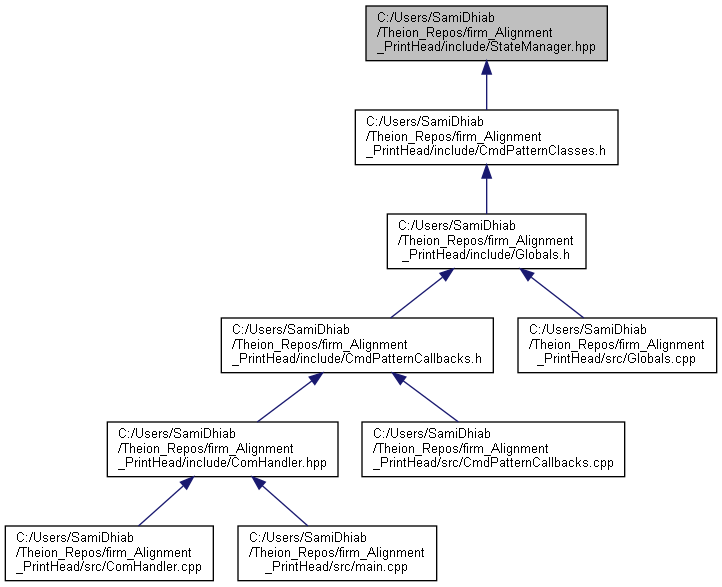 C:/Users/SamiDhiab
/Theion_Repos/firm_Alignment
_PrintHead/include/StateManager.hpp
C:/Users/SamiDhiab
/Theion_Repos/firm_Alignment
_PrintHead/include/CmdPatternClasses.h
C:/Users/SamiDhiab
/Theion_Repos/firm_Alignment
_PrintHead/include/Globals.h
C:/Users/SamiDhiab
/Theion_Repos/firm_Alignment
_PrintHead/include/CmdPatternCallbacks.h
C:/Users/SamiDhiab
/Theion_Repos/firm_Alignment
_PrintHead/src/Globals.cpp
C:/Users/SamiDhiab
/Theion_Repos/firm_Alignment
_PrintHead/include/ComHandler.hpp
C:/Users/SamiDhiab
/Theion_Repos/firm_Alignment
_PrintHead/src/CmdPatternCallbacks.cpp
C:/Users/SamiDhiab
/Theion_Repos/firm_Alignment
_PrintHead/src/ComHandler.cpp
C:/Users/SamiDhiab
/Theion_Repos/firm_Alignment
_PrintHead/src/main.cpp